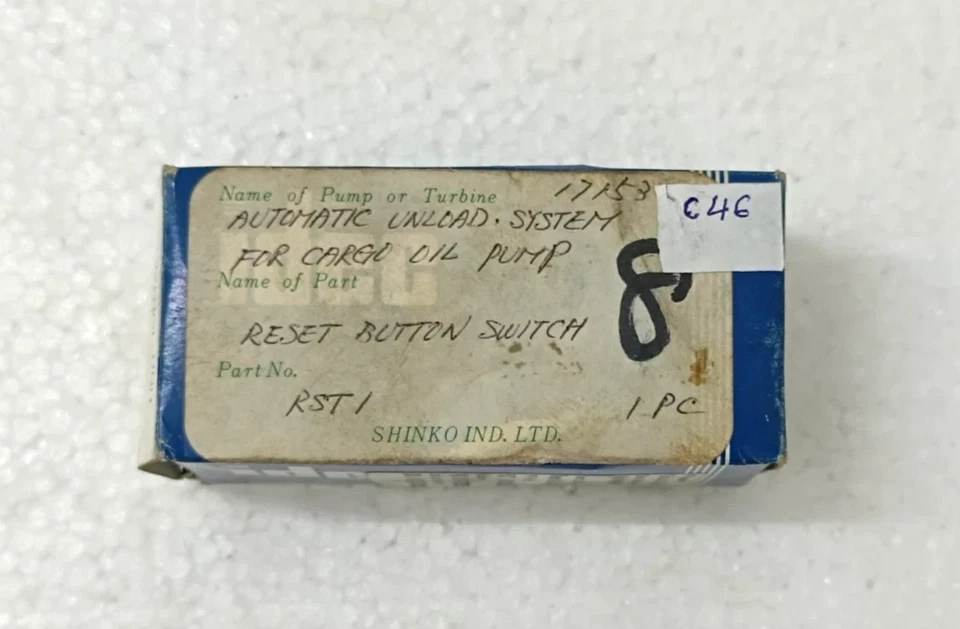 Name of Pump or Turbine 17153
C46
AUTOMATIC UNLOAD. SYSTEM
FOR CARGO OIL PUMP
8
Name of Part
RESET BUTTON SWITCH
Part No.
RST1 1 PC
SHINKO IND. LTD.